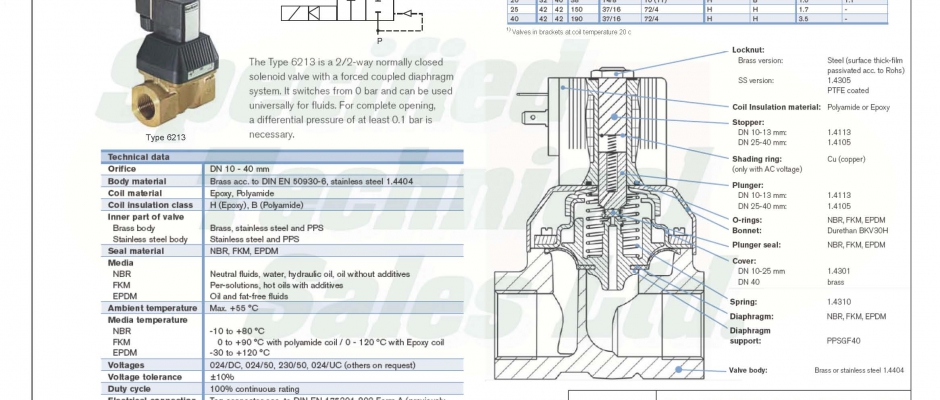 25 42 42 150 37/16 72/4 H H 1.7 -
40 42 42 190 37/16 72/4 H H 3.5 -
1) Valves in brackets at coil temperature 20 c
P
Type 6213
The Type 6213 is a 2/2-way normally closed
solenoid valve with a forced coupled diaphragm
system. It switches from 0 bar and can be used
universally for fluids. For complete opening,
a differential pressure of at least 0.1 bar is
necessary.
Technical data
Orifice DN 10 - 40 mm
Body material Brass acc. to DIN EN 50930-6, stainless steel 1.4404
Coil material Epoxy, Polyamide
Coil insulation class H (Epoxy), B (Polyamide)
Inner part of valve
Brass body Brass, stainless steel and PPS
Stainless steel body Stainless steel and PPS
Seal material NBR, FKM, EPDM
Media
NBR Neutral fluids, water, hydraulic oil, oil without additives
FKM Per-solutions, hot oils with additives
EPDM Oil and fat-free fluids
Ambient temperature Max. +55 °C
Media temperature
NBR -10 to +80 °C
FKM 0 to +90 °C with polyamide coil / 0 - 120 °C with Epoxy coil
EPDM -30 to +120 °C
Voltages 024/DC, 024/50, 230/50, 024/UC (others on request)
Voltage tolerance ±10%
Duty cycle 100% continuous rating
Locknut:
Brass version: Steel (surface thick-film
passivated acc. to Rohs)
SS version: 1.4305
PTFE coated
Coil Insulation material: Polyamide or Epoxy
Stopper:
DN 10-13 mm: 1.4113
DN 25-40 mm: 1.4105
Shading ring: Cu (copper)
(only with AC voltage)
Plunger:
DN 10-13 mm: 1.4113
DN 25-40 mm: 1.4105
O-rings: NBR, FKM, EPDM
Bonnet: Durethan BKV30H
Plunger seal: NBR, FKM, EPDM
Cover:
DN 10-25 mm 1.4301
DN 40 brass
Spring: 1.4310
Diaphragm: NBR, FKM, EPDM
Diaphragm
support: PPSGF40
Valve body: Brass or stainless steel 1.4404
Technical
Sales Ltd